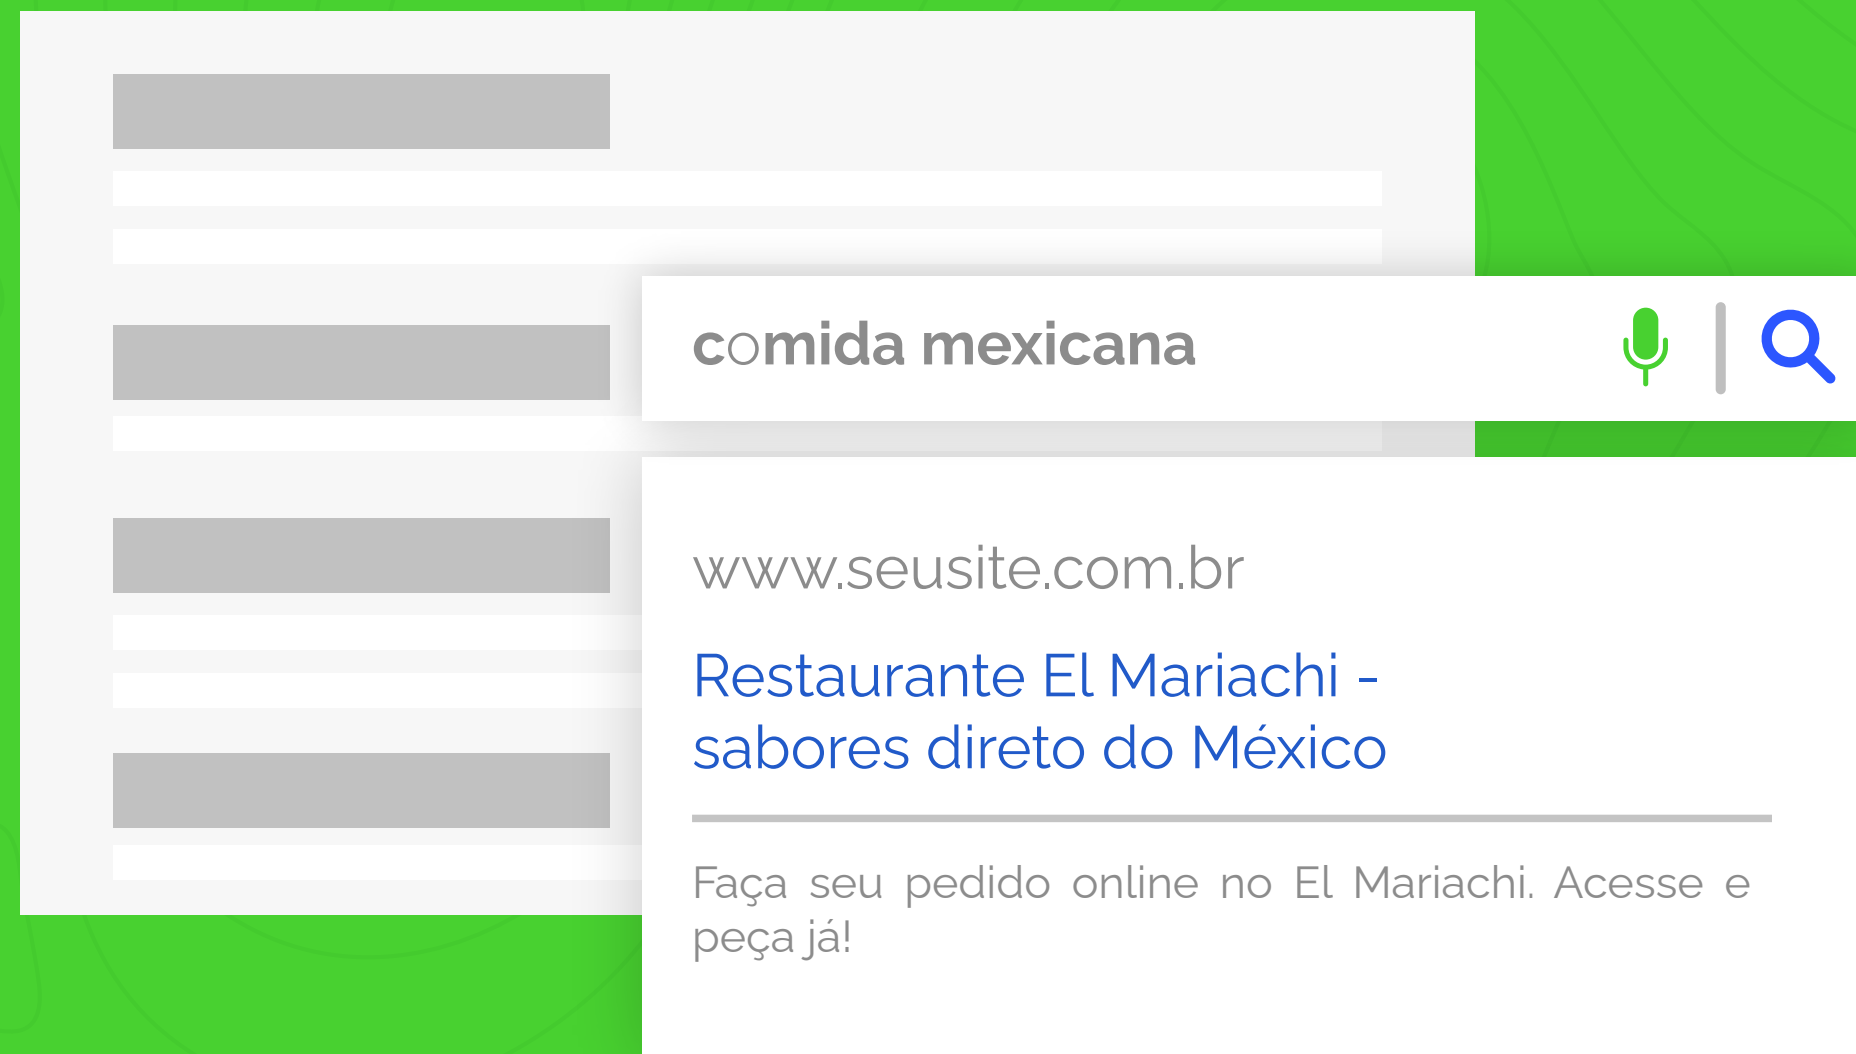 comida mexicana
www.seusite.com.br
Restaurante El Mariachi -
sabores direto do México
Faça seu pedido online no El Mariachi. Acesse e
peça já!